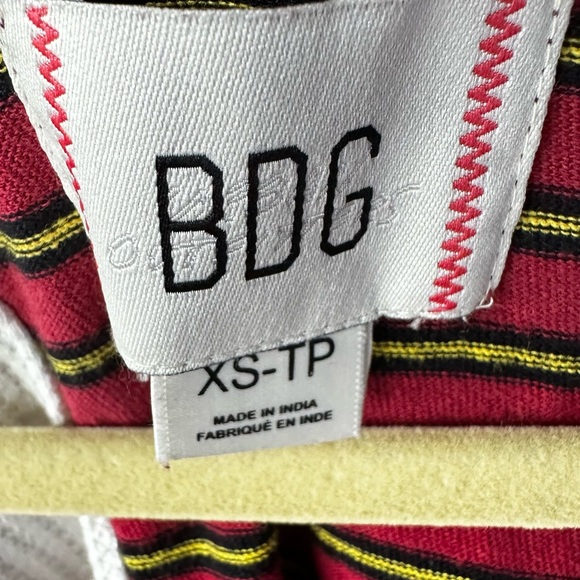 BDG
XS-TP
MADE IN INDIA
FABRIQUÉ EN INDE